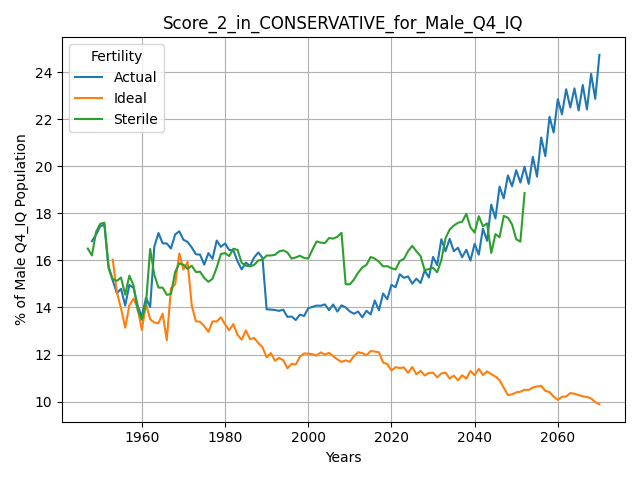 Score_2_in_CONSERVATIVE_for_Male_Q4_IQ
Fertility
Actual
Ideal
Sterile
% of Male Q4_IQ Population
24
22
20
18
16
14
12
10
1960
1980
2000
2020
2040
2060
Years